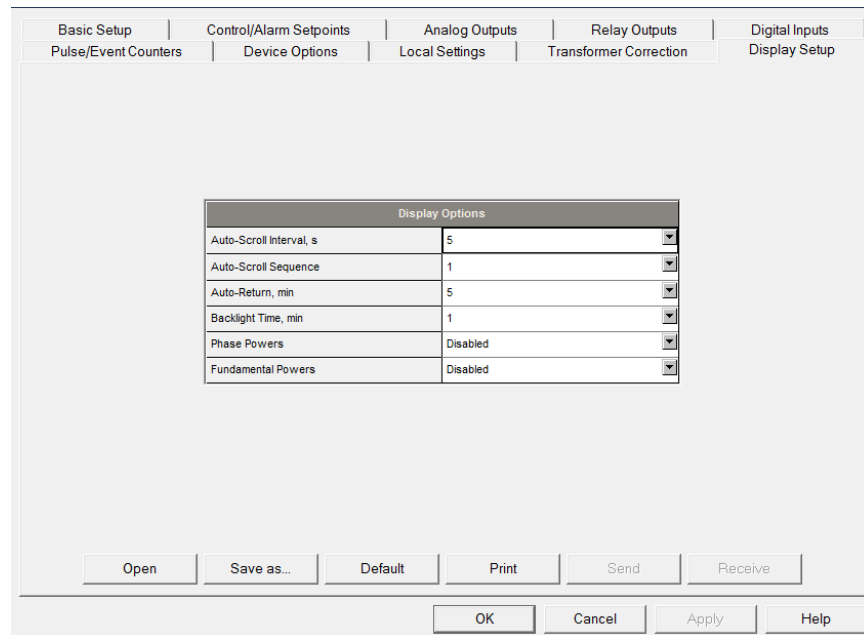 Basic Setup Control/Alarm Setpoints Analog Outputs Relay Outputs Digital Inputs
Pulse/Event Counters Device Options Local Settings Transformer Correction Display Setup
Display Options
Auto-Scroll Interval, s 5
Auto-Scroll Sequence 1
Auto-Return, min 5
Backlight Time, min 1
Phase Powers Disabled
Fundamental Powers Disabled
Open Save as... Default Print Send Receive
OK Cancel Apply Help